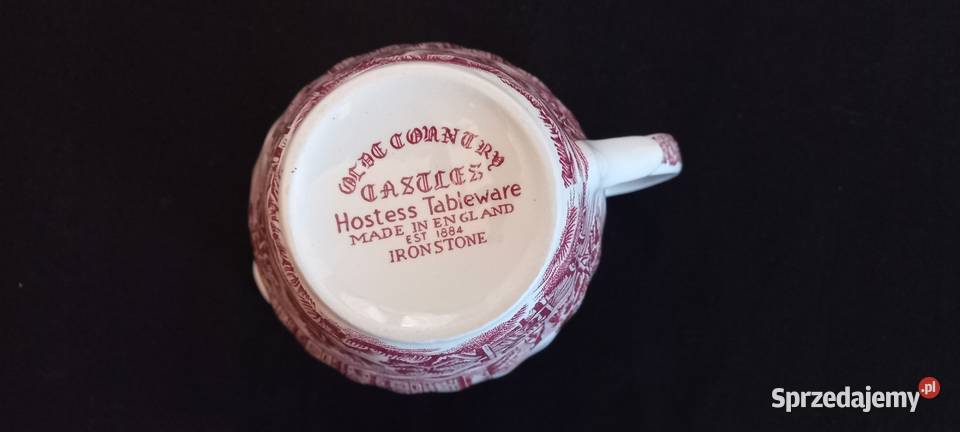 OLDE COUNTRY
CASTLES
Hostess Tableware
MADE IN ENGLAND
EST 1884
IRONSTONE
Sprzedajemy.pl